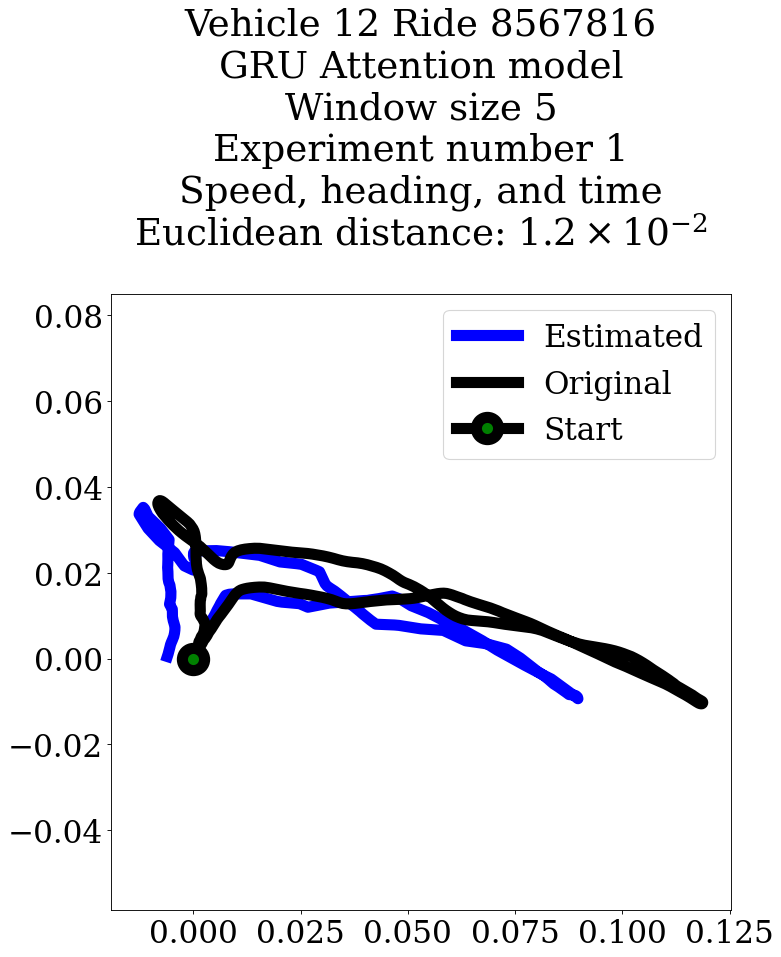 Vehicle 12 Ride 8567816
GRU Attention model
Window size 5
Experiment number 1
Speed, heading, and time
Euclidean distance: 1.2 × 10⁻²
Estimated
Original
Start
0.08
0.06
0.04
0.02
0.00
−0.02
−0.04
0.000 0.025 0.050 0.075 0.100 0.125